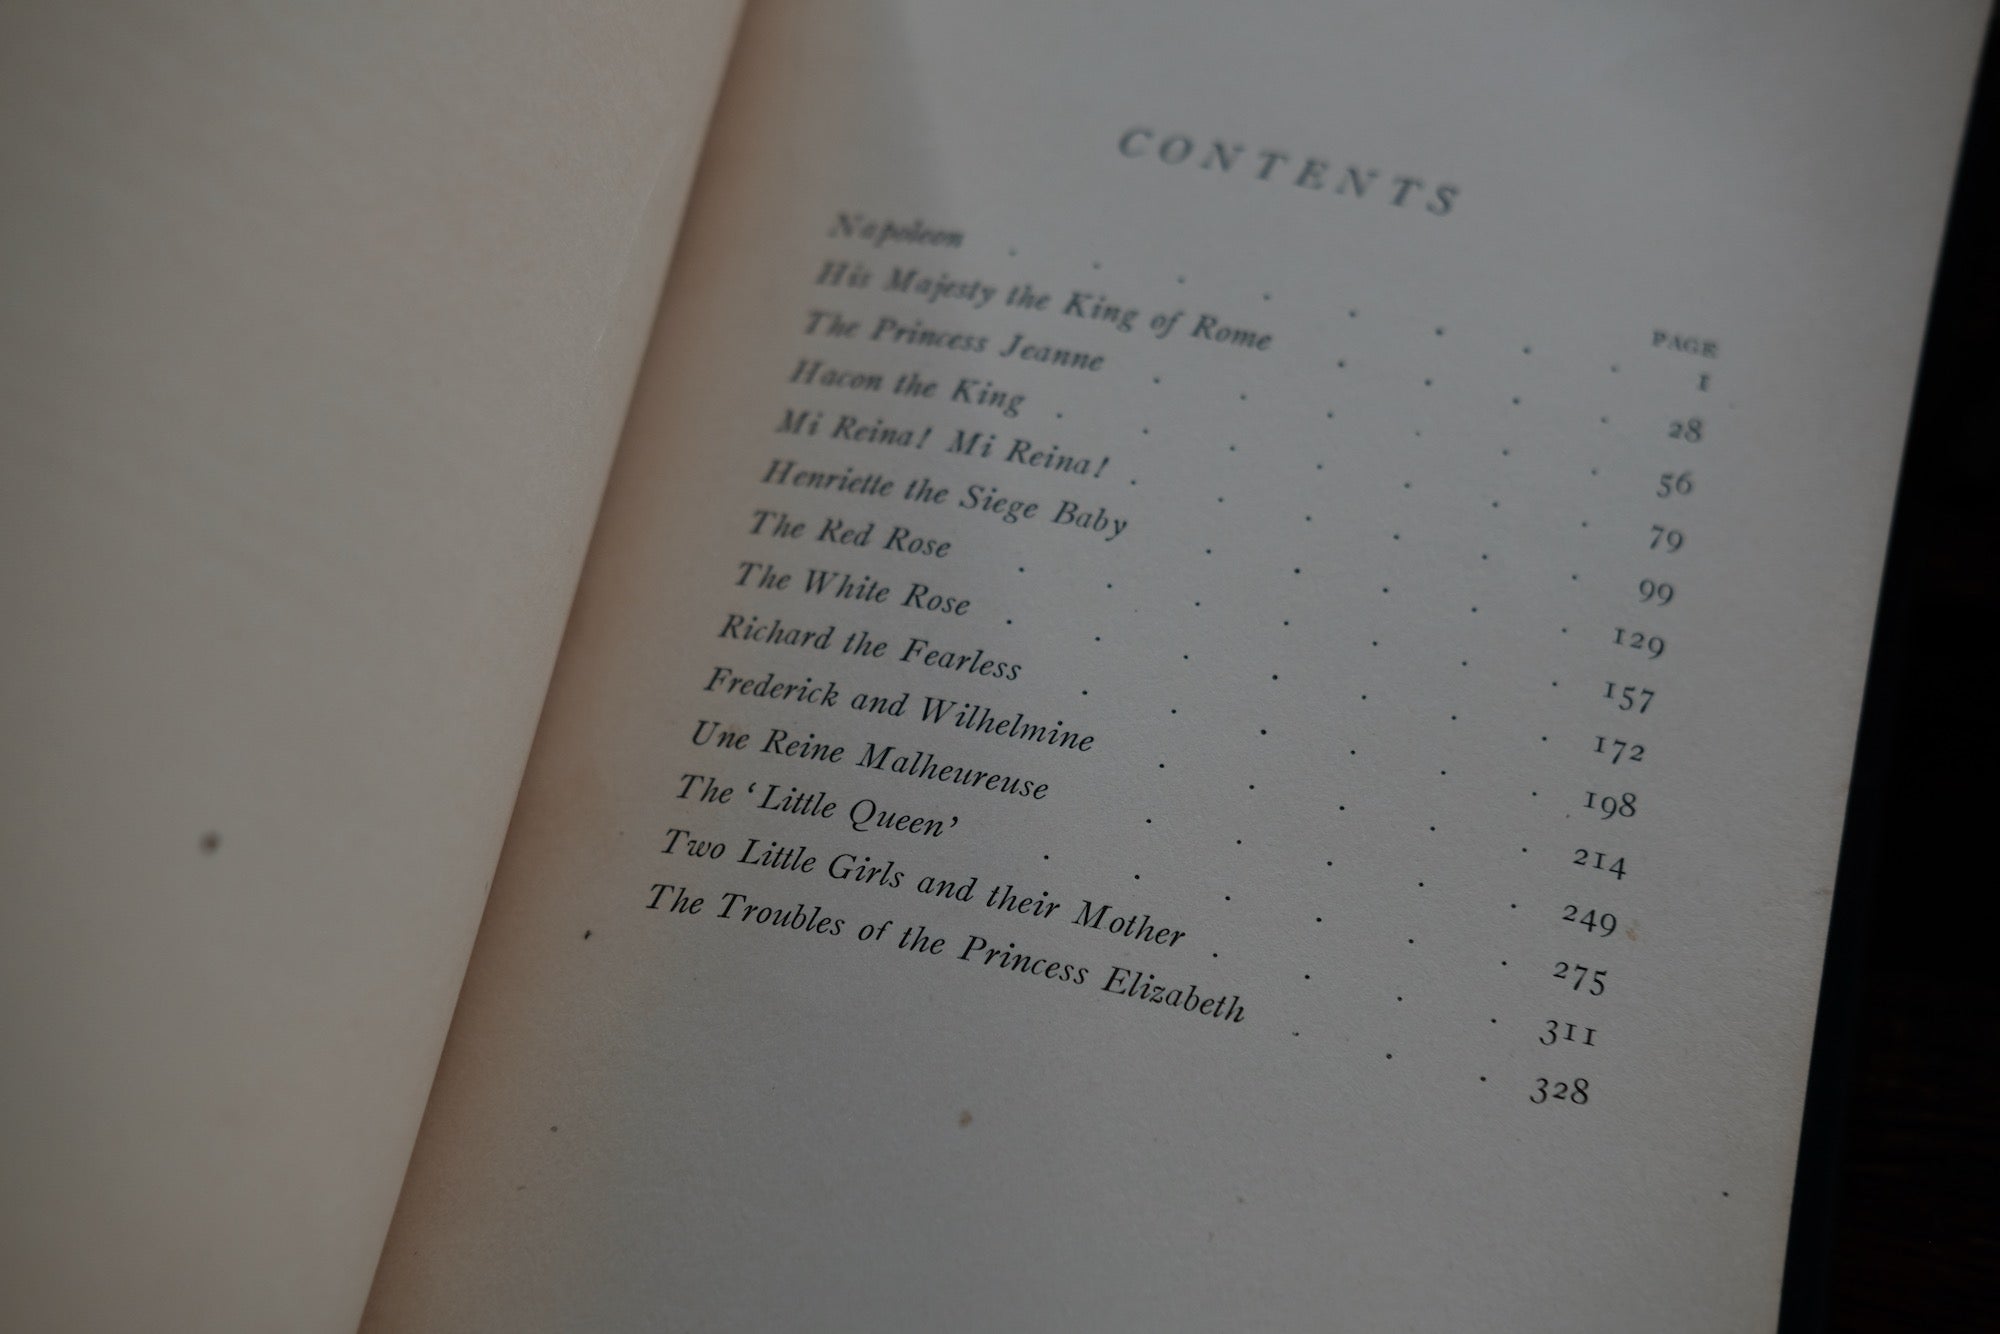 CONTENTS
PAGE
Napoleon . . . . . . . . 1
His Majesty the King of Rome . . . . 28
The Princess Jeanne . . . . . . 56
Hacon the King . . . . . . . 79
Mi Reina! Mi Reina! . . . . . . 99
Henriette the Siege Baby . . . . . 129
The Red Rose . . . . . . . 157
The White Rose . . . . . . . 172
Richard the Fearless . . . . . . 198
Frederick and Wilhelmine . . . . . 214
Une Reine Malheureuse . . . . . 249
The ‘Little Queen’ . . . . . . 275
Two Little Girls and their Mother . . . . 311
The Troubles of the Princess Elizabeth . . . 328